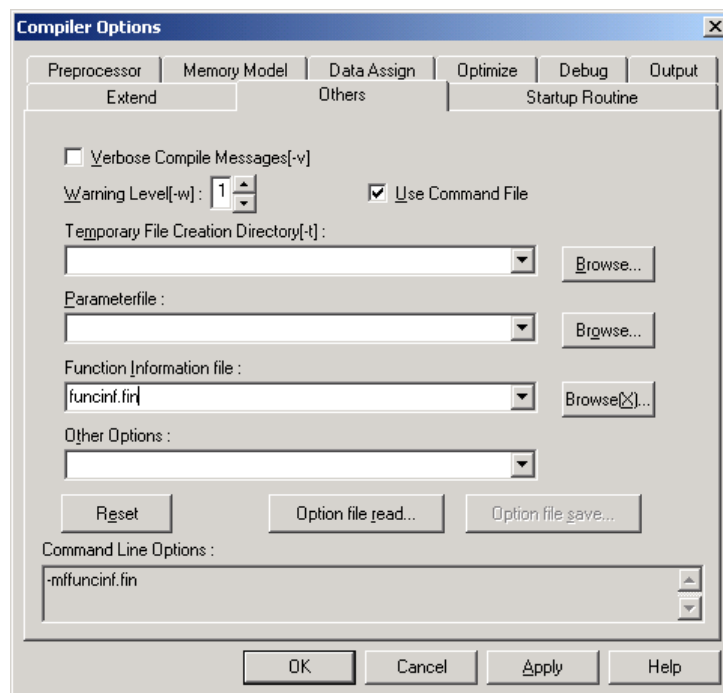 Compiler Options
Preprocessor Memory Model Data Assign Optimize Debug Output
Extend Others Startup Routine
Verbose Compile Messages[-v]
Warning Level[-w] : 1 Use Command File
Temporary File Creation Directory[-t] :
Browse...
Parameterfile :
Browse...
Function Information file :
funcinf.fin Browse(X)...
Other Options :
Reset Option file read... Option file save...
Command Line Options :
-mffuncinf.fin
OK Cancel Apply Help